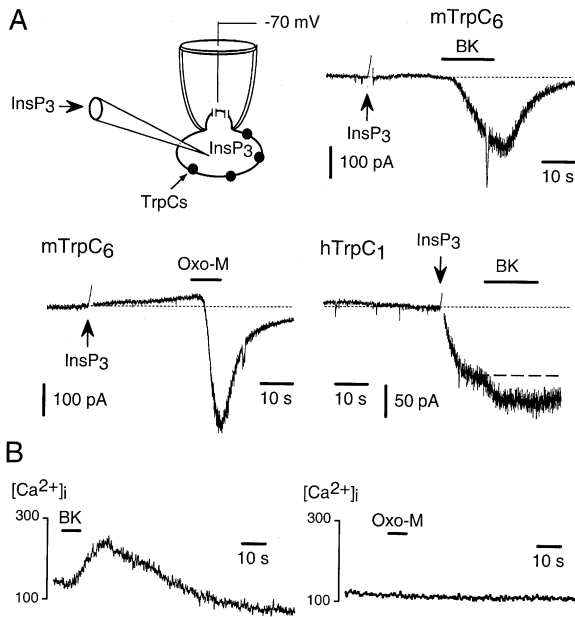 A
-70 mV
InsP3
InsP3
TrpCs
mTrpC6
BK
InsP3
100 pA
10 s
mTrpC6
Oxo-M
InsP3
100 pA
10 s
hTrpC1
InsP3
BK
10 s
50 pA
B
[Ca2+]i
300
BK
10 s
100
[Ca2+]i
300
Oxo-M
10 s
100